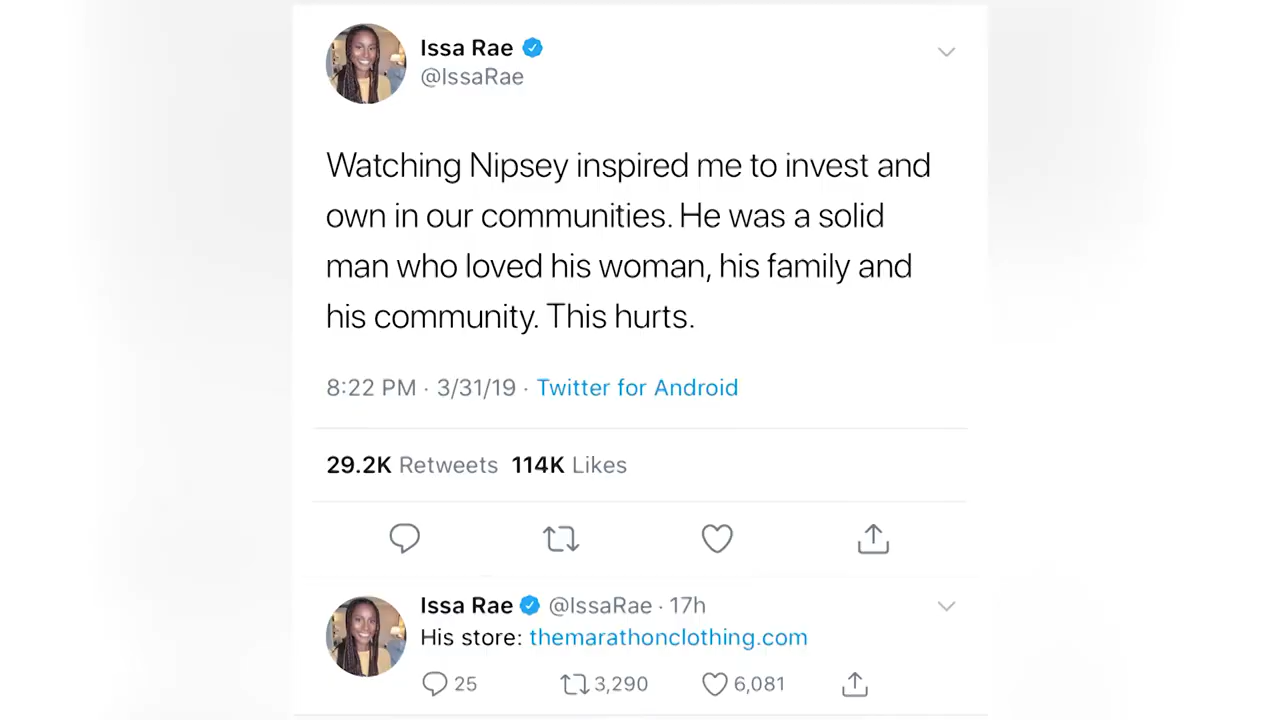 Issa Rae
@IssaRae
Watching Nipsey inspired me to invest and
own in our communities. He was a solid
man who loved his woman, his family and
his community. This hurts.
8:22 PM · 3/31/19 · Twitter for Android
29.2K Retweets 114K Likes
Issa Rae @IssaRae · 17h
His store: themarathonclothing.com
25 3,290 6,081